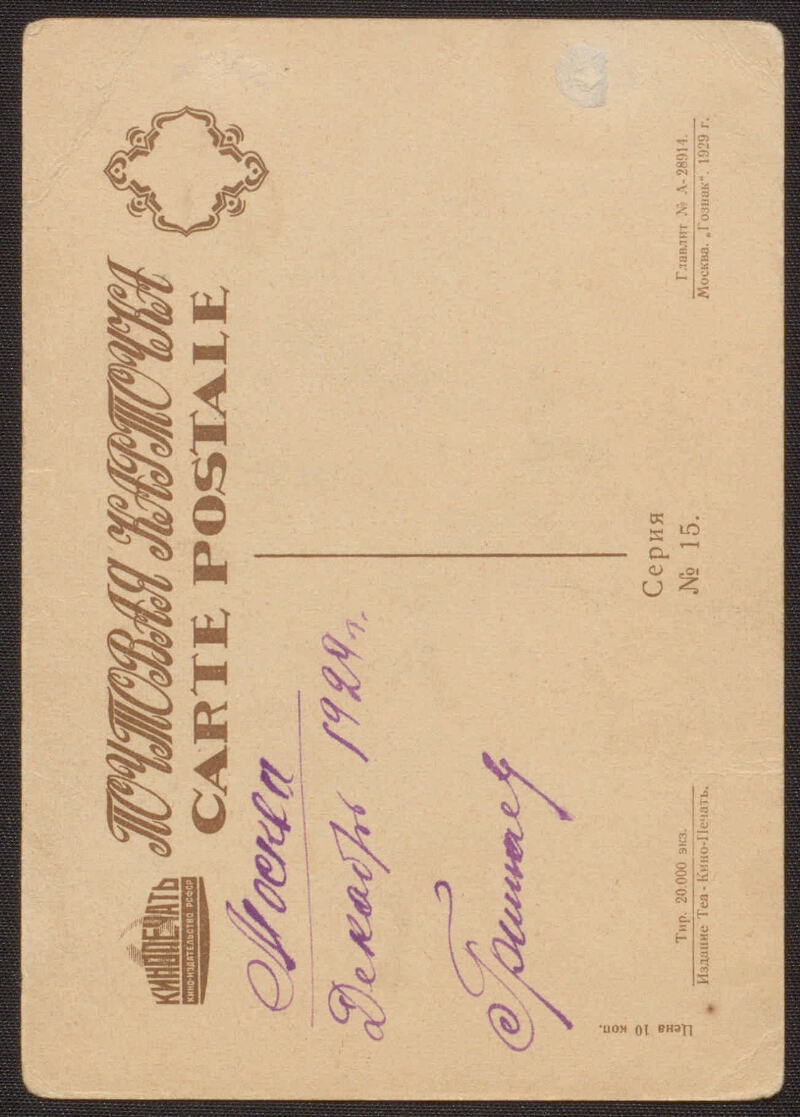 ПОЧТОВАЯ КАРТОЧКА
CARTE POSTALE
КИНОПЕЧАТЬ
КИНО-ИЗДАТЕЛЬСТВО РСФСР
Москва
Декабрь 1929 г.
Серия
№ 15.
Тир. 20.000 экз.
Издание Теа-Кино-Печать.
Главлит № А-28914.
Москва. „Гознак“. 1929 г.
Цена 10 коп.